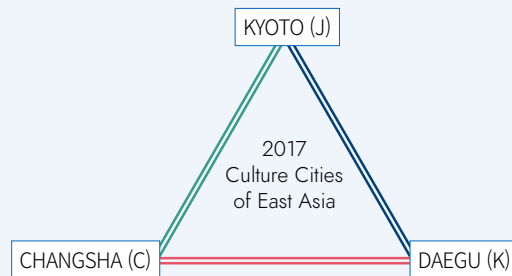 KYOTO (J)
2017
Culture Cities
of East Asia
CHANGSHA (C)
DAEGU (K)